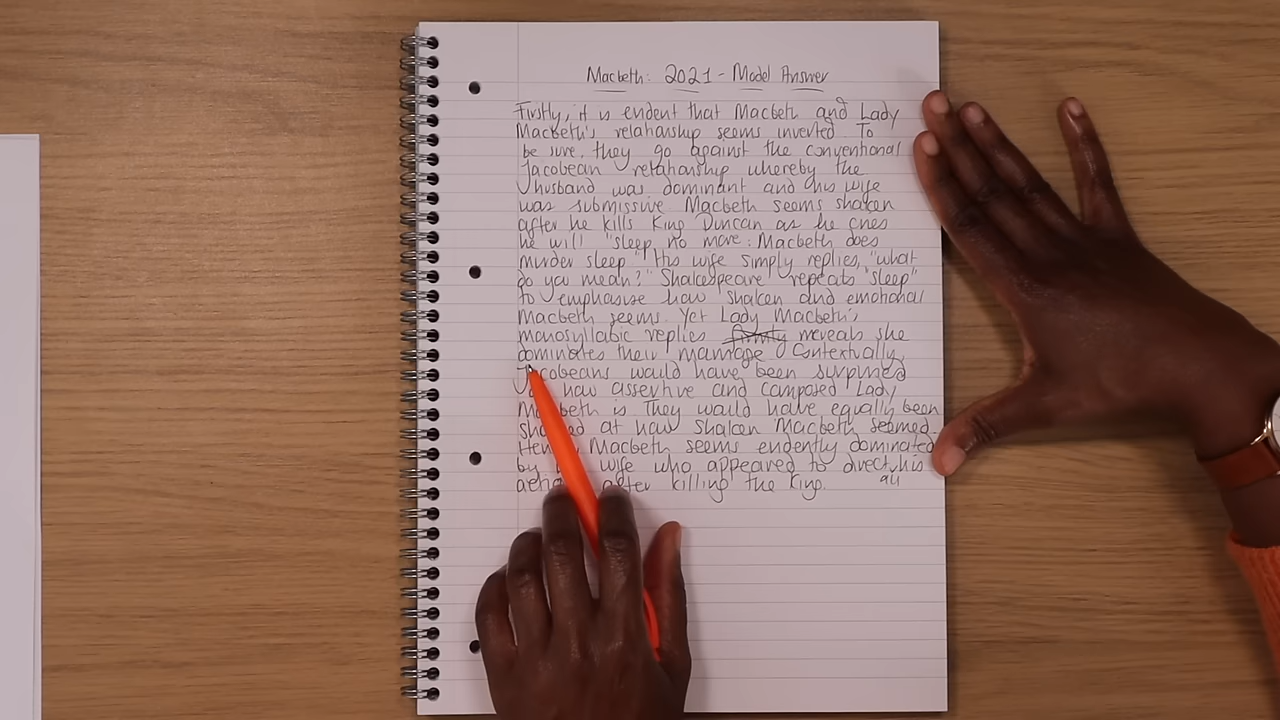 Macbeth: 2021 - Model Answer
Firstly, it is evident that Macbeth and Lady
Macbeth's relationship seems inverted. To
be sure, they go against the conventional
Jacobean relationship whereby the
husband was dominant and his wife
was submissive. Macbeth seems shaken
after he kills King Duncan as he cries
he will "sleep no more: Macbeth does
murder sleep." His wife simply replies, "what
do you mean?" Shakespeare repeats "sleep"
to emphasise how shaken and emotional
Macbeth seems. Yet Lady Macbeth's
monosyllabic replies reveals she
dominates their marriage. Contextually,
Jacobeans would have been surprised
how assertive and composed Lady
Macbeth is. They would have equally been
at how shaken Macbeth seemed.
Macbeth seems evidently dominated
by wife who appeared to direct his
after killing the King. 94